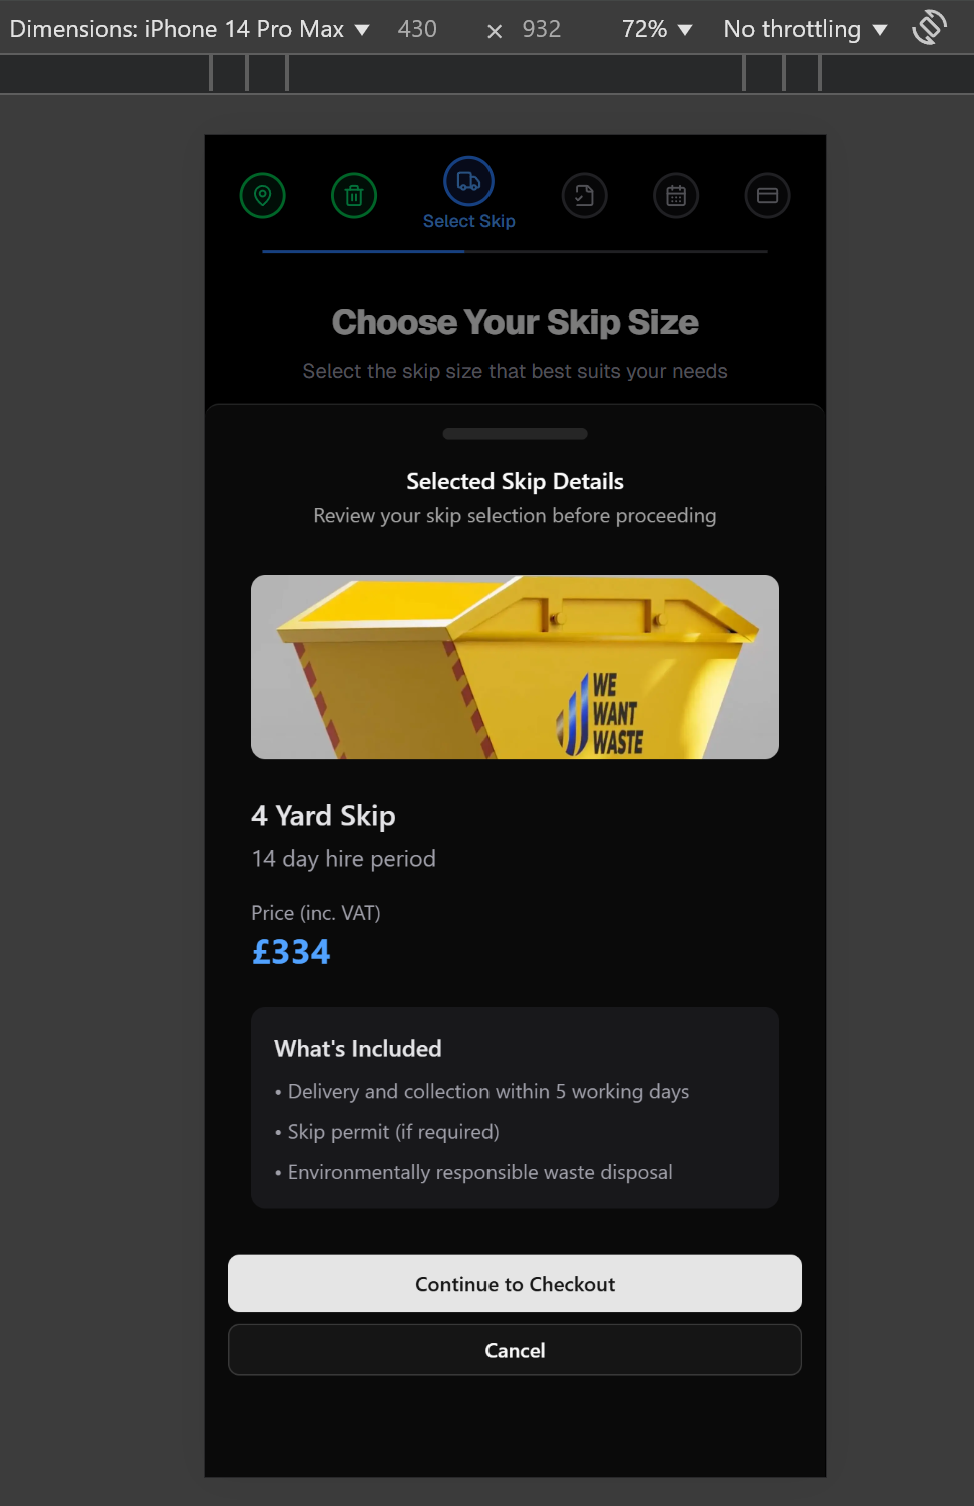 Dimensions: iPhone 14 Pro Max ▼ 430 × 932 72% ▼ No throttling ▼
Select Skip
Choose Your Skip Size
Select the skip size that best suits your needs
Selected Skip Details
Review your skip selection before proceeding
WE
WANT
WASTE
4 Yard Skip
14 day hire period
Price (inc. VAT)
£334
What's Included
• Delivery and collection within 5 working days
• Skip permit (if required)
• Environmentally responsible waste disposal
Continue to Checkout
Cancel